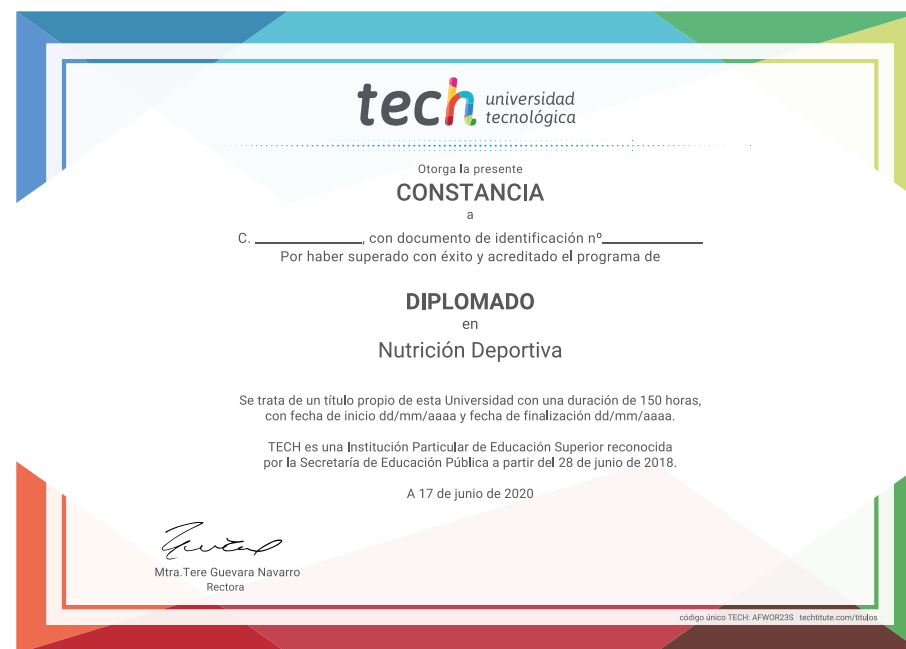 tech universidad
tecnológica
Otorga la presente
CONSTANCIA
a
C. ____________, con documento de identificación nº____________
Por haber superado con éxito y acreditado el programa de
DIPLOMADO
en
Nutrición Deportiva
Se trata de un título propio de esta Universidad con una duración de 150 horas,
con fecha de inicio dd/mm/aaaa y fecha de finalización dd/mm/aaaa.
TECH es una Institución Particular de Educación Superior reconocida
por la Secretaría de Educación Pública a partir del 28 de junio de 2018.
A 17 de junio de 2020
Mtra.Tere Guevara Navarro
Rectora
código único TECH: AFWOR23S techtitute.com/titulos